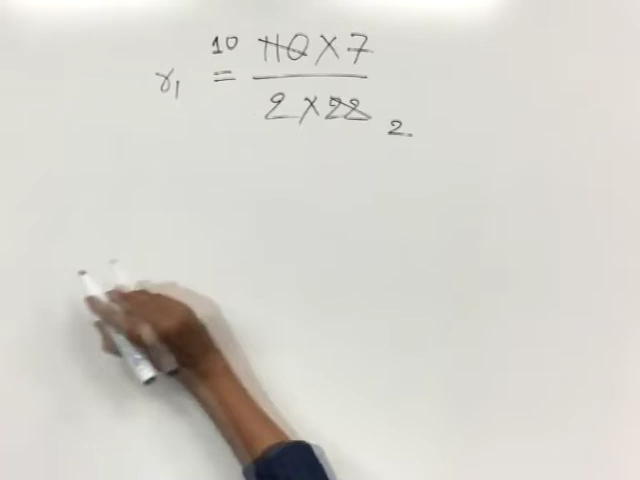 10 110 × 7
r₁ = ─────
2 × 22 2